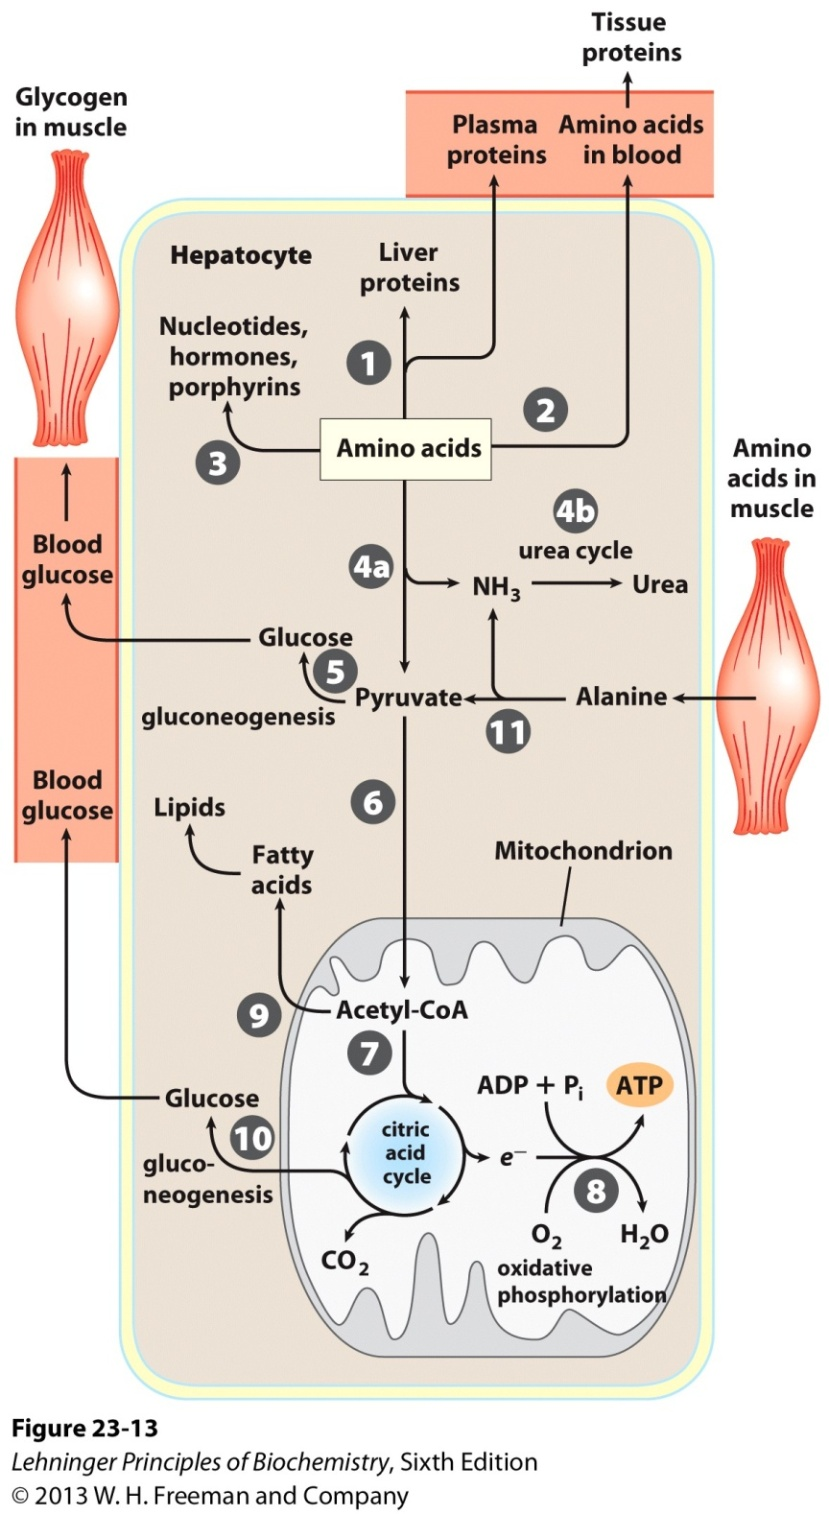 Tissue
proteins
Glycogen
in muscle
Plasma
proteins
Amino acids
in blood
Hepatocyte
Liver
proteins
Nucleotides,
hormones,
porphyrins
1
2
3
Amino acids
Amino
acids in
muscle
4b
urea cycle
4a
NH3
Urea
Blood
glucose
Glucose
5
Pyruvate
Alanine
gluconeogenesis
11
Blood
glucose
6
Lipids
Fatty
acids
Mitochondrion
9
Acetyl-CoA
7
ADP + Pi
ATP
Glucose
10
gluco-
neogenesis
citric
acid
cycle
e−
8
O2
H2O
CO2
oxidative
phosphorylation
Figure 23-13
Lehninger Principles of Biochemistry, Sixth Edition
© 2013 W. H. Freeman and Company